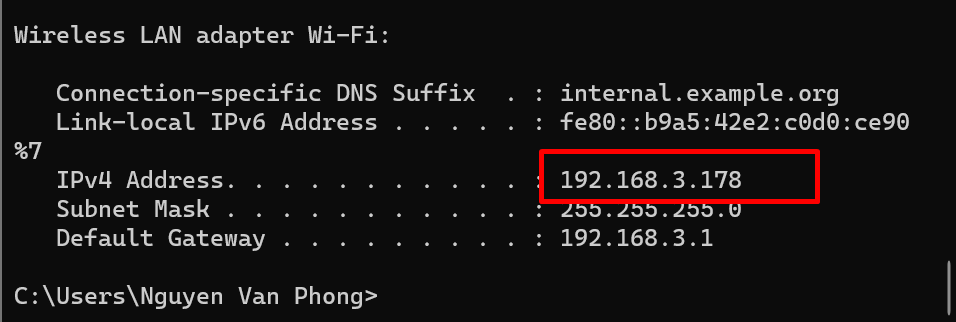 Wireless LAN adapter Wi-Fi:
Connection-specific DNS Suffix  . : internal.example.org
Link-local IPv6 Address . . . . . : fe80::b9a5:42e2:c0d0:ce90
%7
IPv4 Address. . . . . . . . . . . : 192.168.3.178
Subnet Mask . . . . . . . . . . . : 255.255.255.0
Default Gateway . . . . . . . . . : 192.168.3.1
C:\Users\Nguyen Van Phong>